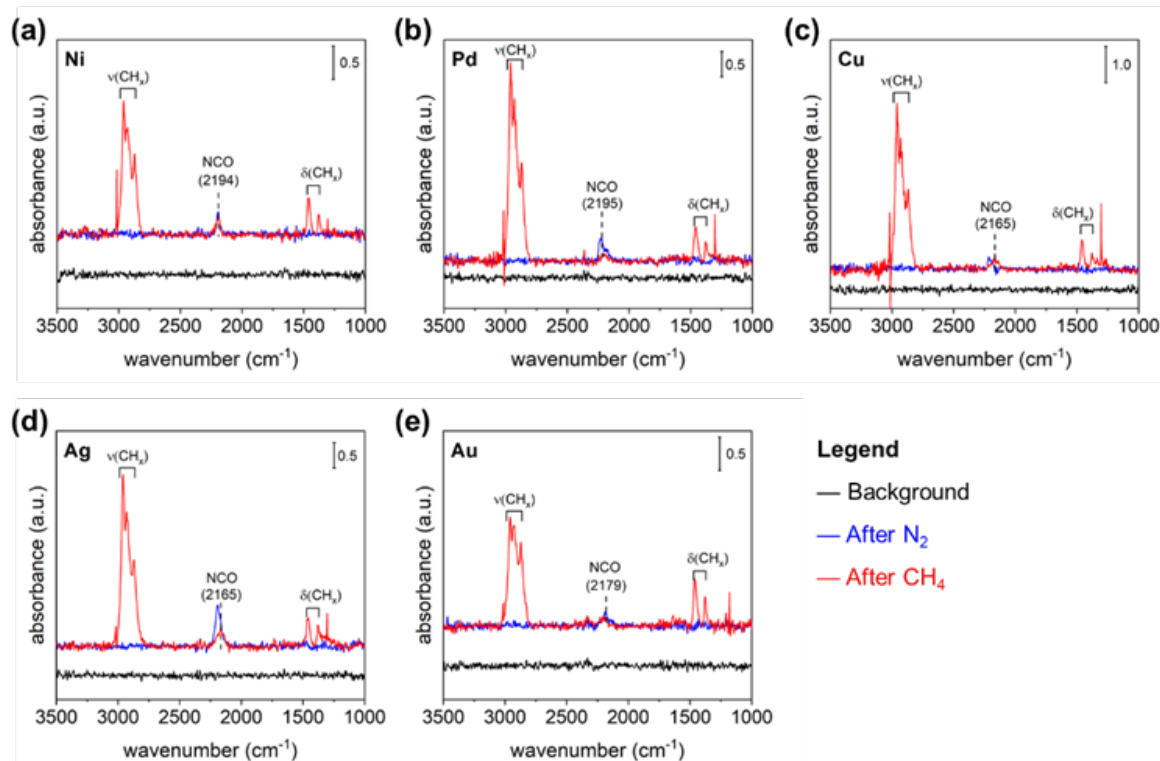 (a)
Ni
ν(CHₓ)
0.5
NCO
(2194)
δ(CHₓ)
absorbance (a.u.)
3500 3000 2500 2000 1500 1000
wavenumber (cm⁻¹)
(b)
Pd
ν(CHₓ)
0.5
NCO
(2195)
δ(CHₓ)
absorbance (a.u.)
3500 3000 2500 2000 1500 1000
wavenumber (cm⁻¹)
(c)
Cu
ν(CHₓ)
1.0
NCO
(2165)
δ(CHₓ)
absorbance (a.u.)
3500 3000 2500 2000 1500 1000
wavenumber (cm⁻¹)
(d)
Ag
ν(CHₓ)
0.5
NCO
(2165)
δ(CHₓ)
absorbance (a.u.)
3500 3000 2500 2000 1500 1000
wavenumber (cm⁻¹)
(e)
Au
ν(CHₓ)
0.5
NCO
(2179)
δ(CHₓ)
absorbance (a.u.)
3500 3000 2500 2000 1500 1000
wavenumber (cm⁻¹)
Legend
Background
After N₂
After CH₄